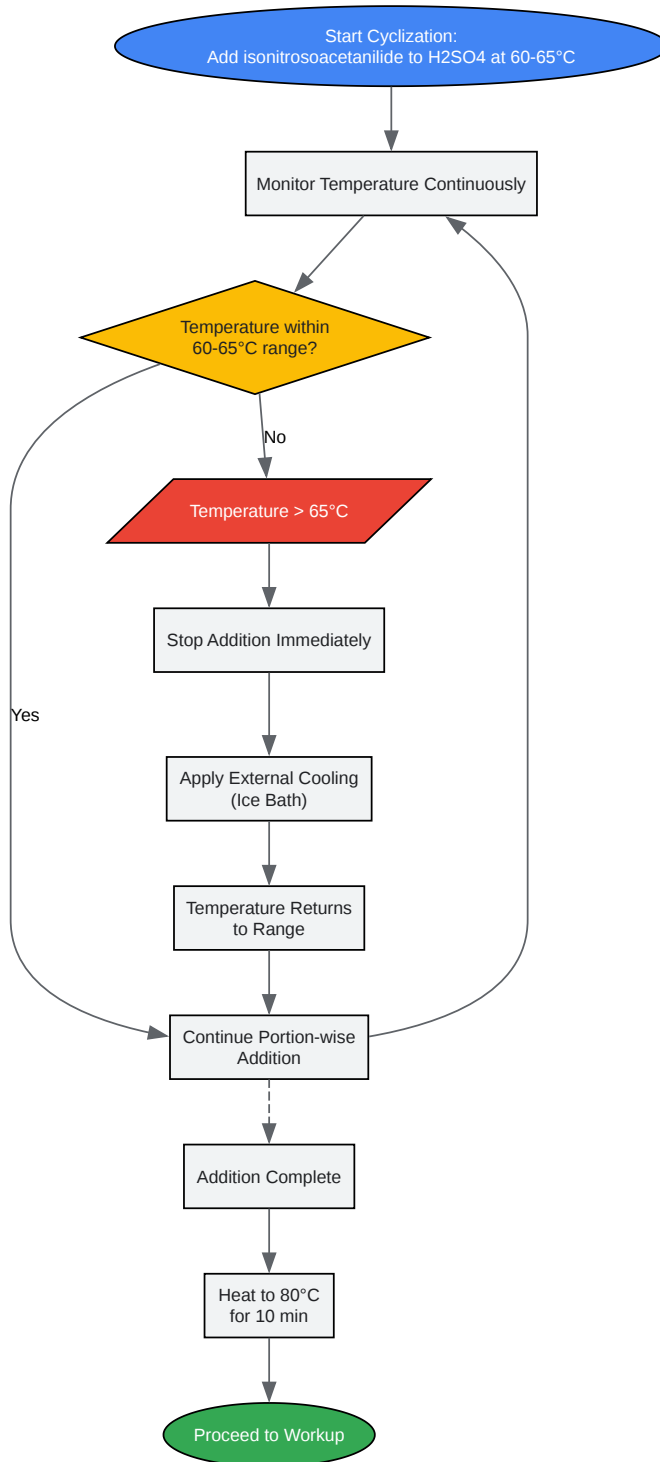 Start Cyclization:
Add isonitrosoacetanilide to H2SO4 at 60-65°C
Monitor Temperature Continuously
Temperature within
60-65°C range?
No
Temperature > 65°C
Stop Addition Immediately
Yes
Apply External Cooling
(Ice Bath)
Temperature Returns
to Range
Continue Portion-wise
Addition
Addition Complete
Heat to 80°C
for 10 min
Proceed to Workup